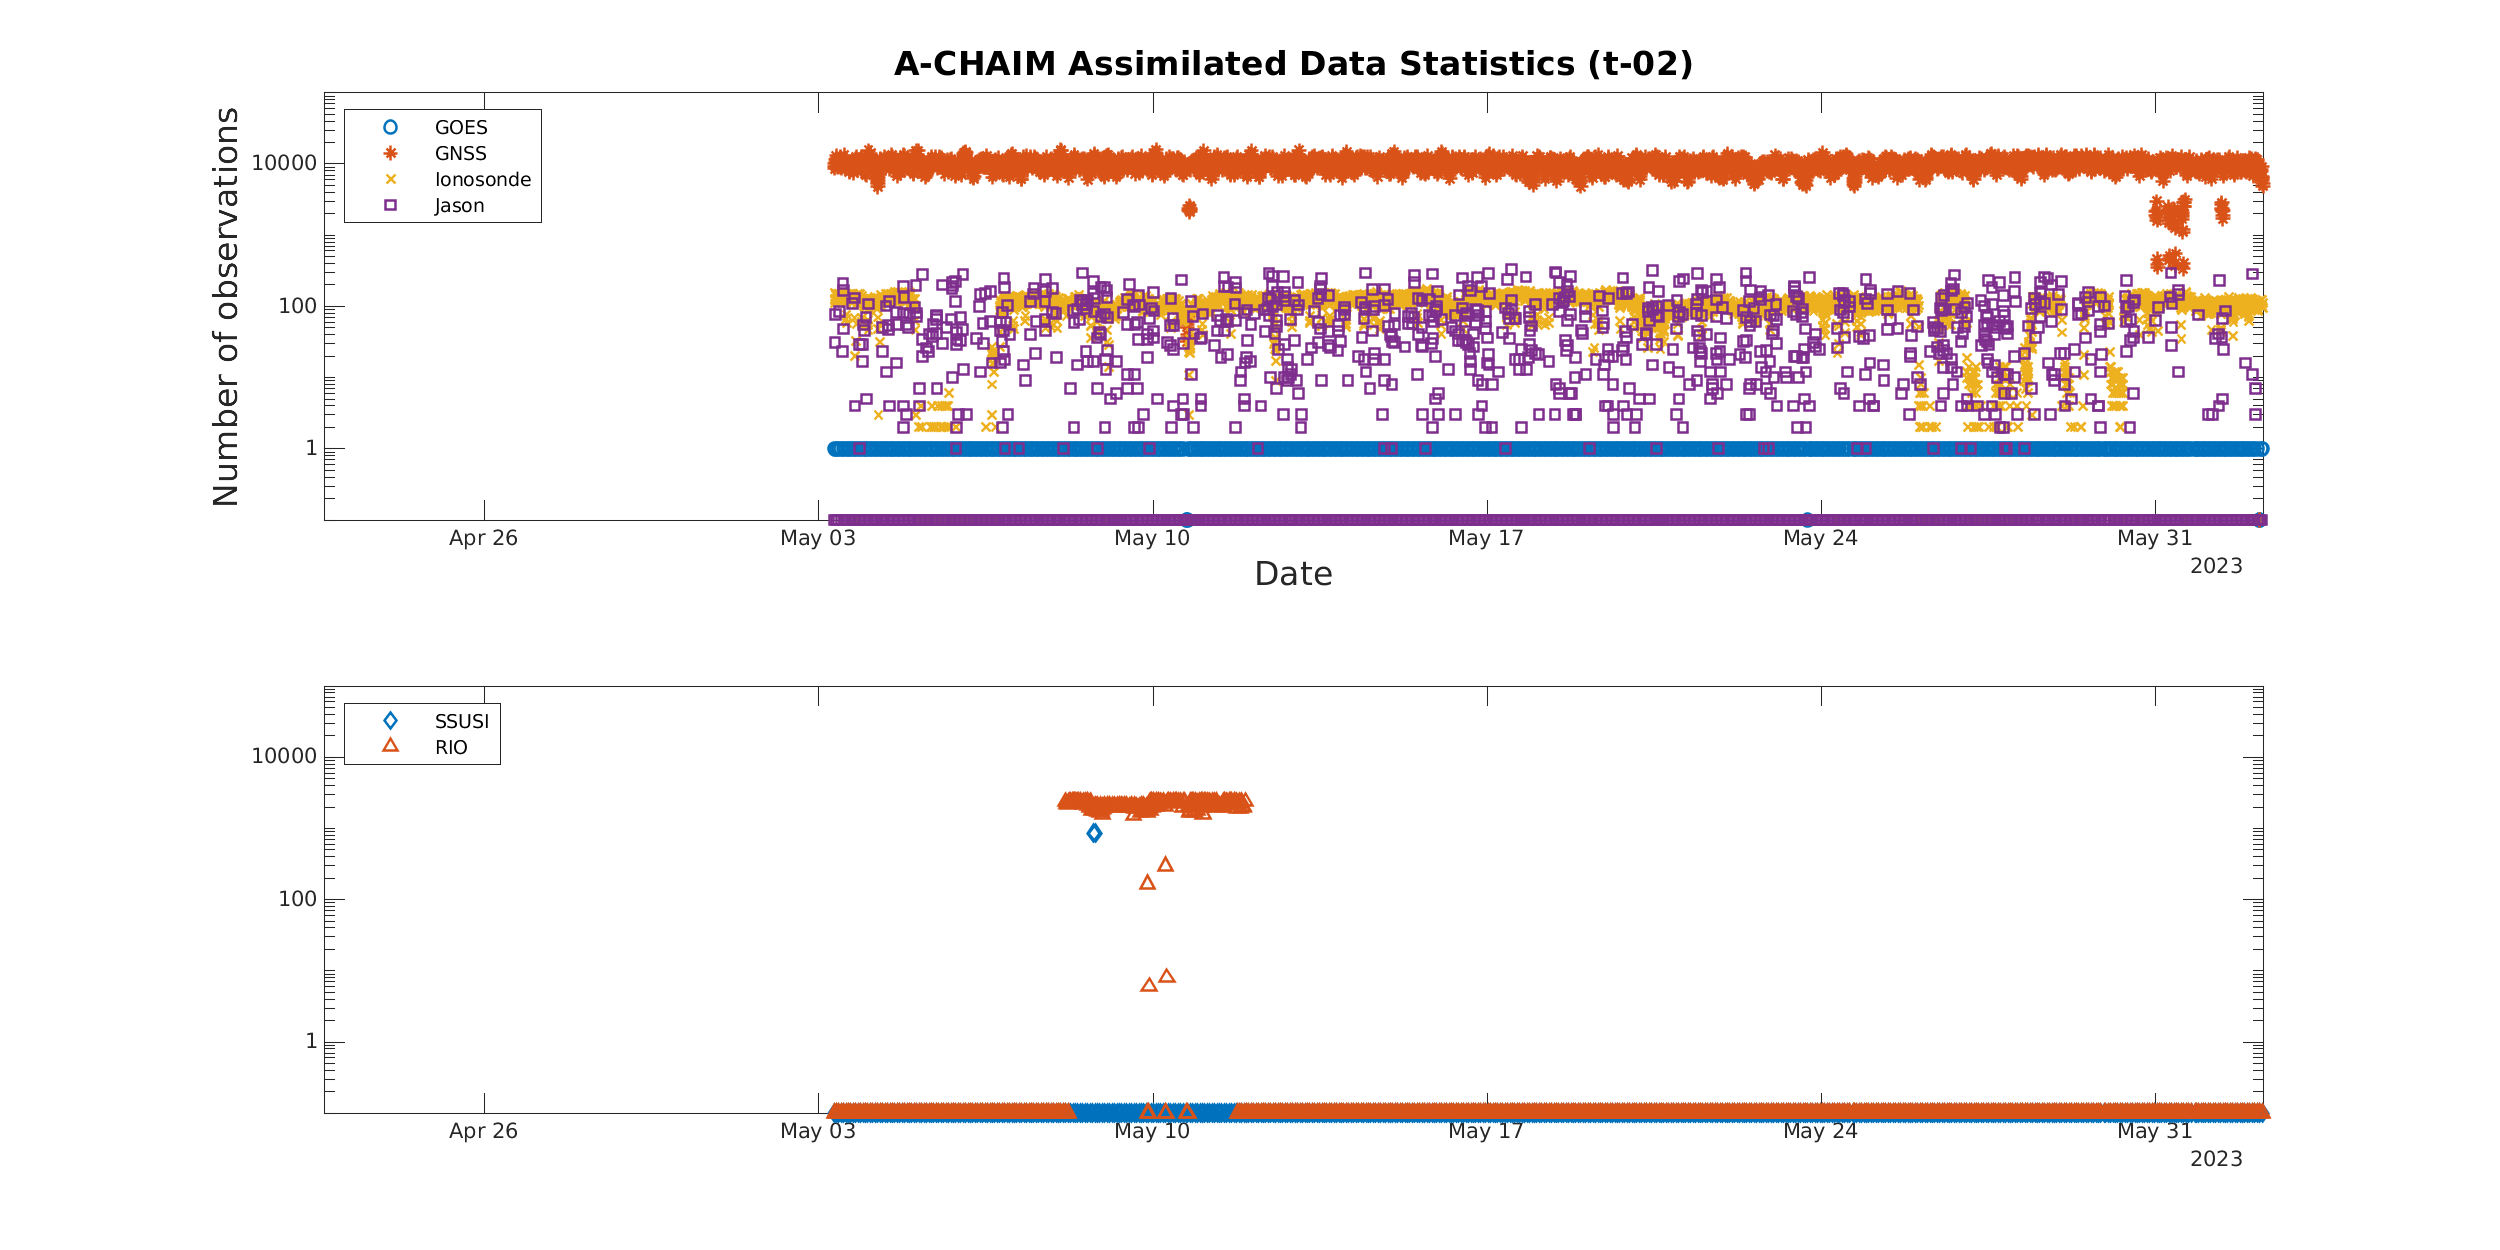 A-CHAIM Assimilated Data Statistics (t-02)
Number of observations
GOES
GNSS
Ionosonde
Jason
10000
100
1
Apr 26 May 03 May 10 May 17 May 24 May 31
2023
Date
SSUSI
RIO
10000
100
1
Apr 26 May 03 May 10 May 17 May 24 May 31
2023